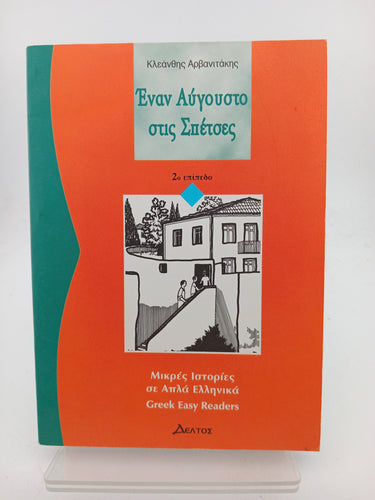 Κλεάνθης Αρβανιτάκης
Έναν Αύγουστο
στις Σπέτσες
2ο επίπεδο
Μικρές Ιστορίες
σε Απλά Ελληνικά
Greek Easy Readers
ΔΕΛΤΟΣ